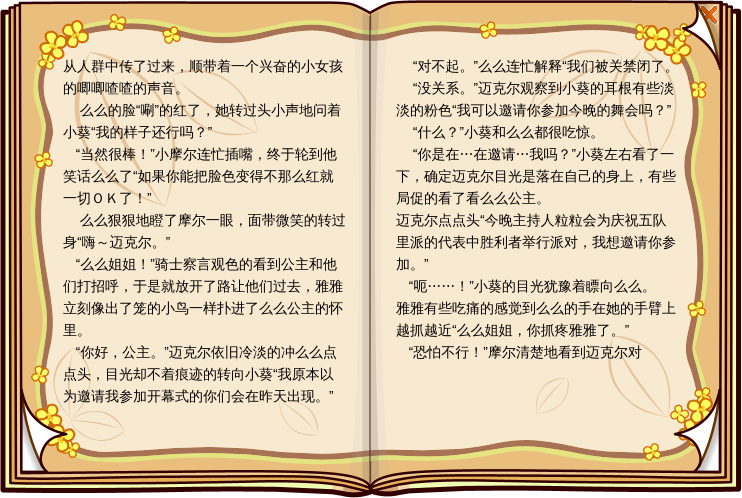 从人群中传了过来，顺带着一个兴奋的小女孩
的唧唧喳喳的声音。
么么的脸“唰”的红了，她转过头小声地问着
小葵“我的样子还行吗？”
“当然很棒！”小摩尔连忙插嘴，终于轮到他
笑话么么了“如果你能把脸色变得不那么红就
一切ＯＫ了！”
么么狠狠地瞪了摩尔一眼，面带微笑的转过
身“嗨～迈克尔。”
“么么姐姐！”骑士察言观色的看到公主和他
们打招呼，于是就放开了路让他们过去，雅雅
立刻像出了笼的小鸟一样扑进了么么公主的怀
里。
“你好，公主。”迈克尔依旧冷淡的冲么么点
点头，目光却不着痕迹的转向小葵“我原本以
为邀请我参加开幕式的你们会在昨天出现。”
“对不起。”么么连忙解释“我们被关禁闭了。
“没关系。”迈克尔观察到小葵的耳根有些淡
淡的粉色“我可以邀请你参加今晚的舞会吗？”
“什么？”小葵和么么都很吃惊。
“你是在…在邀请…我吗？”小葵左右看了一
下，确定迈克尔目光是落在自己的身上，有些
局促的看了看么么公主。
迈克尔点点头“今晚主持人粒粒会为庆祝五队
里派的代表中胜利者举行派对，我想邀请你参
加。”
“呃……！”小葵的目光犹豫着瞟向么么。
雅雅有些吃痛的感觉到么么的手在她的手臂上
越抓越近“么么姐姐，你抓疼雅雅了。”
“恐怕不行！”摩尔清楚地看到迈克尔对